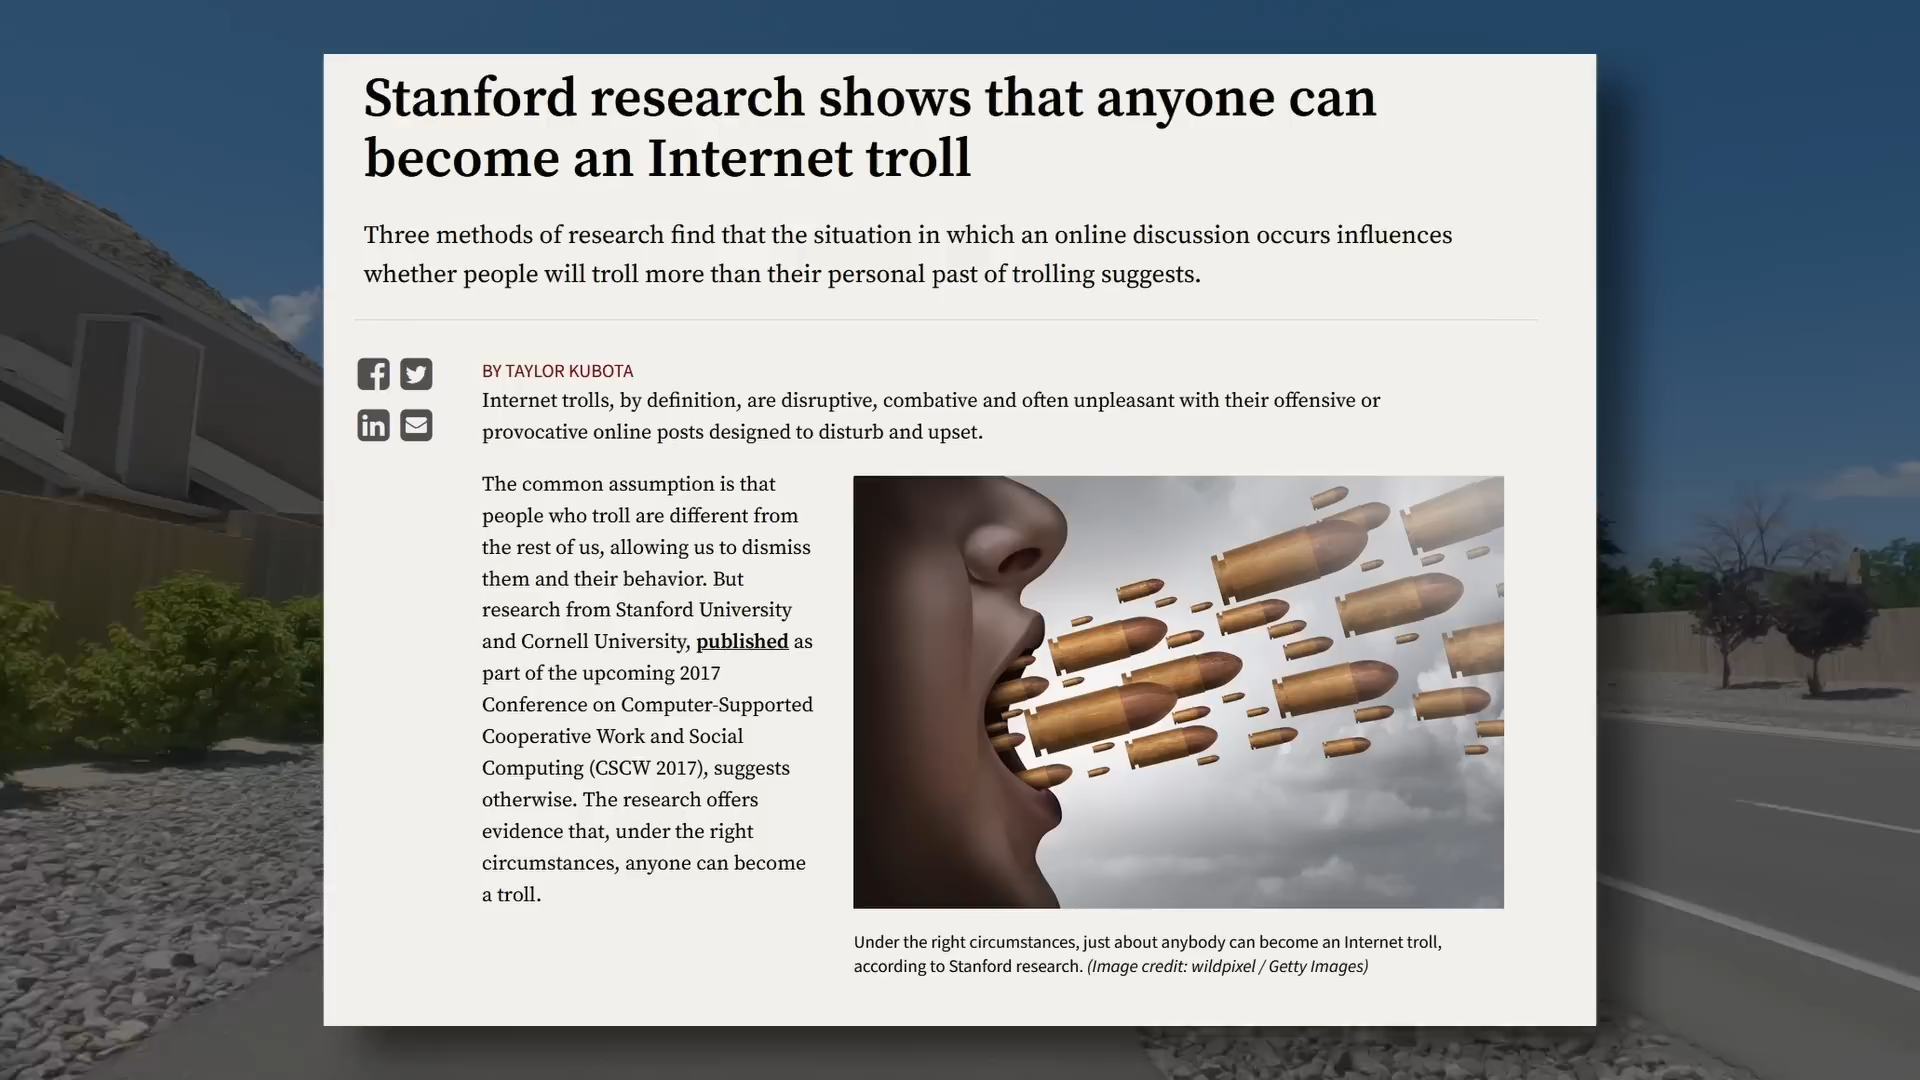 Stanford research shows that anyone can
become an Internet troll
Three methods of research find that the situation in which an online discussion occurs influences
whether people will troll more than their personal past of trolling suggests.
BY TAYLOR KUBOTA
Internet trolls, by definition, are disruptive, combative and often unpleasant with their offensive or
provocative online posts designed to disturb and upset.
The common assumption is that
people who troll are different from
the rest of us, allowing us to dismiss
them and their behavior. But
research from Stanford University
and Cornell University, published as
part of the upcoming 2017
Conference on Computer-Supported
Cooperative Work and Social
Computing (CSCW 2017), suggests
otherwise. The research offers
evidence that, under the right
circumstances, anyone can become
a troll.
Under the right circumstances, just about anybody can become an Internet troll,
according to Stanford research. (Image credit: wildpixel / Getty Images)